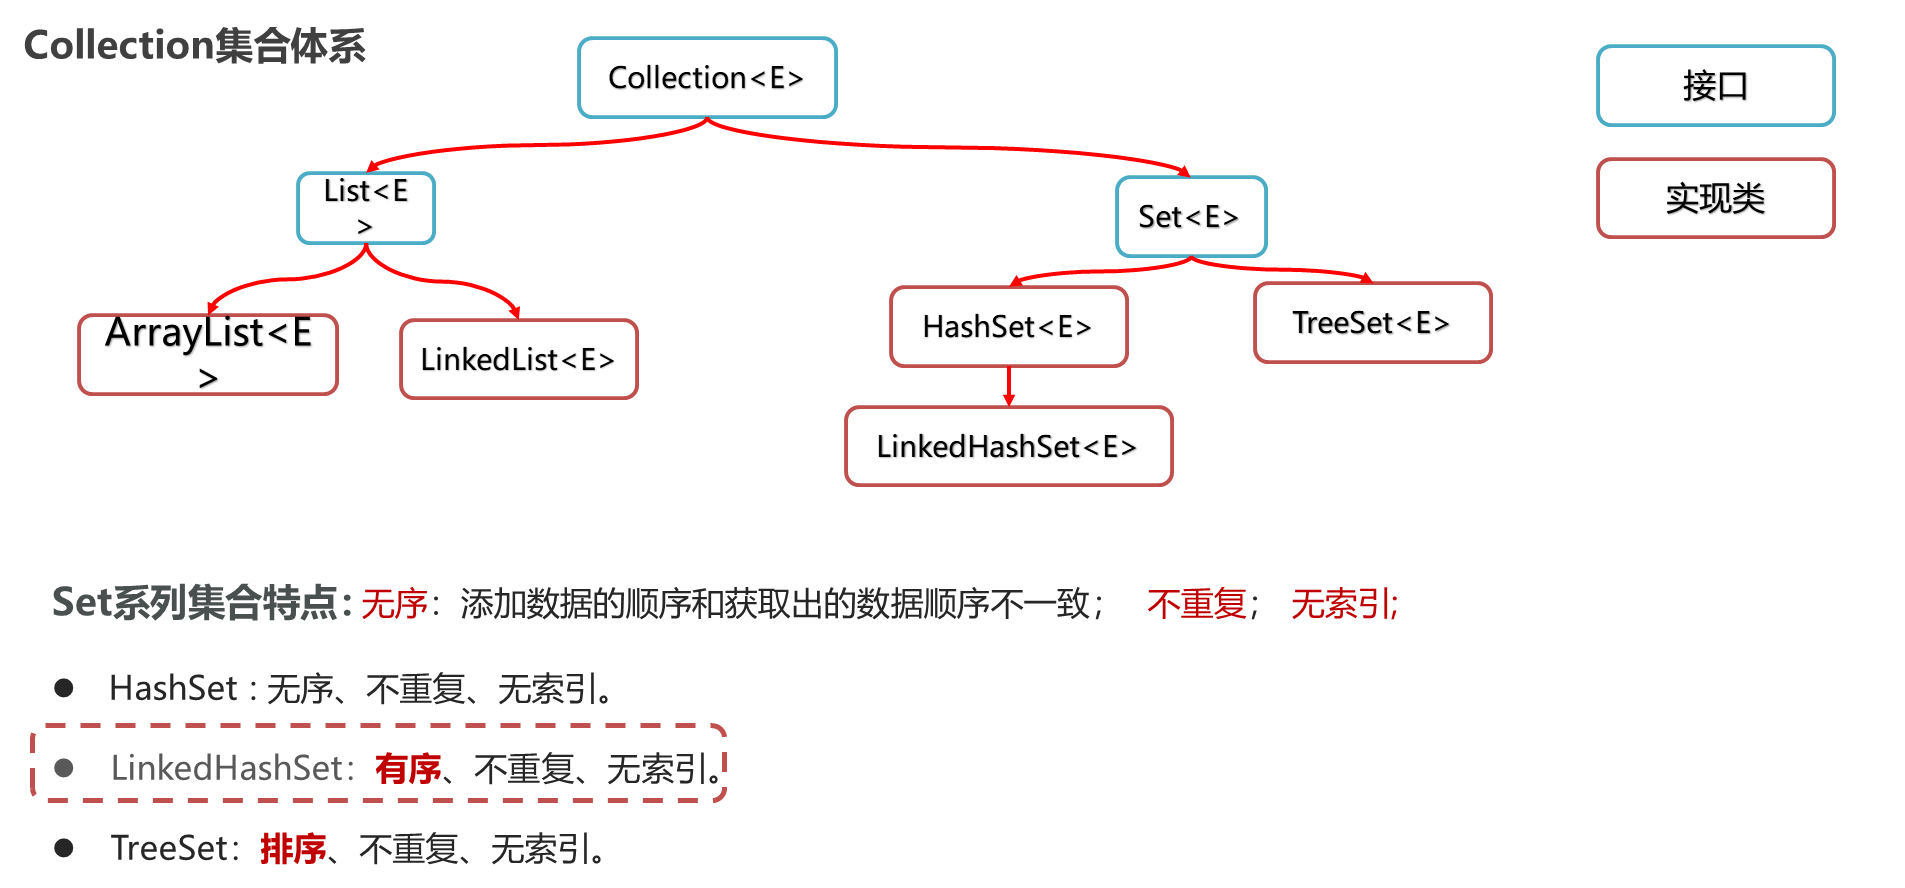 Collection集合体系
Collection<E>
接口
实现类
List<E
>
Set<E>
ArrayList<E
>
LinkedList<E>
HashSet<E>
TreeSet<E>
LinkedHashSet<E>
Set系列集合特点：无序：添加数据的顺序和获取出的数据顺序不一致； 不重复； 无索引;
● HashSet : 无序、不重复、无索引。
● LinkedHashSet：有序、不重复、无索引。
● TreeSet：排序、不重复、无索引。